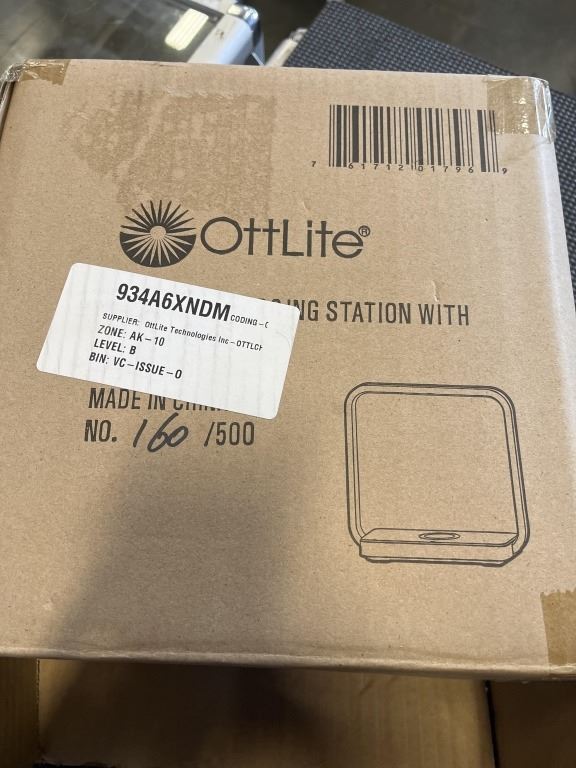 7 61712 01796 9
OttLite®
934A6XNDM CODING-C
SUPPLIER: OttLite Technologies Inc-OTTLCH
ZONE: AK-10
LEVEL: B
BIN: VC-ISSUE-0
ING STATION WITH
MADE IN CHINA
NO. 160 /500